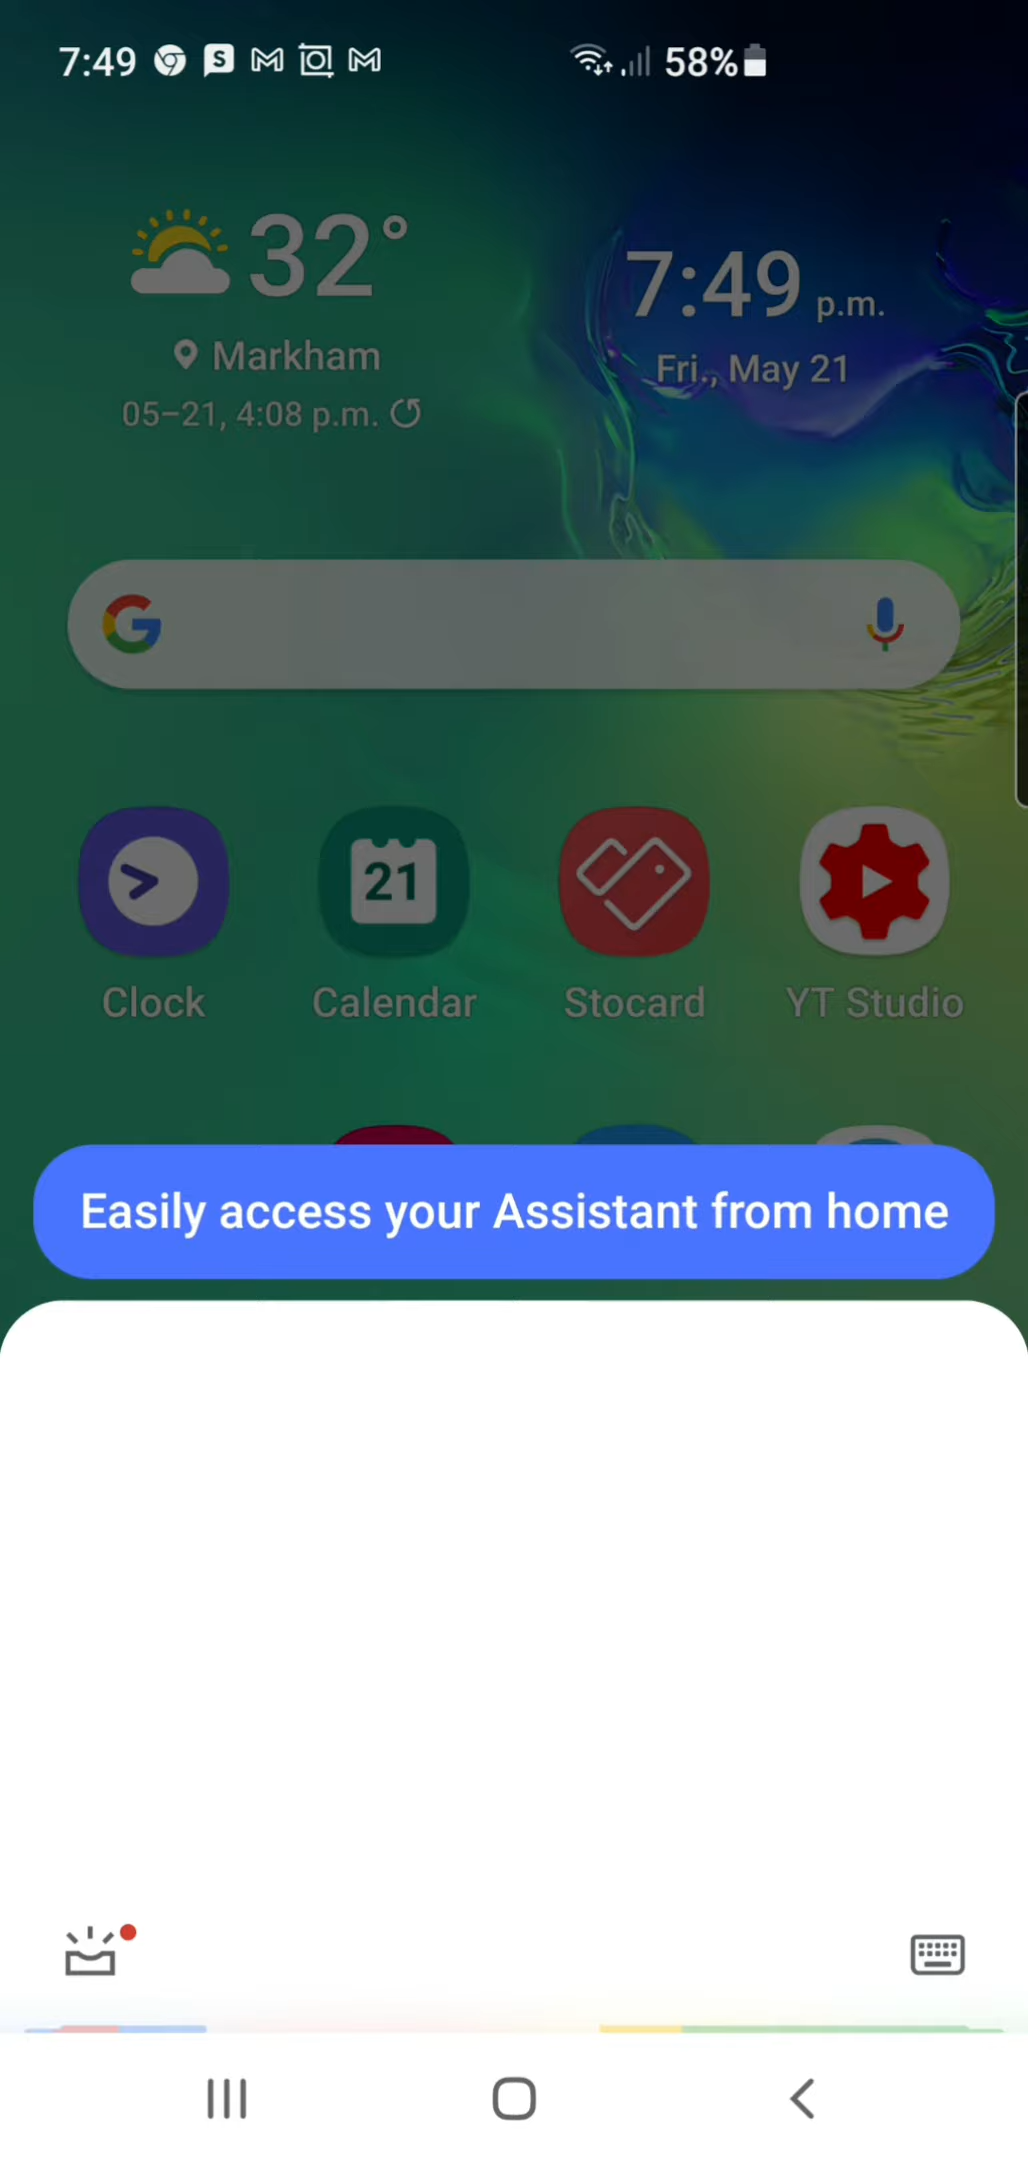 7:49 58%
32°
Markham
05-21, 4:08 p.m.
7:49 p.m.
Fri., May 21
21
Clock Calendar Stocard YT Studio
Easily access your Assistant from home